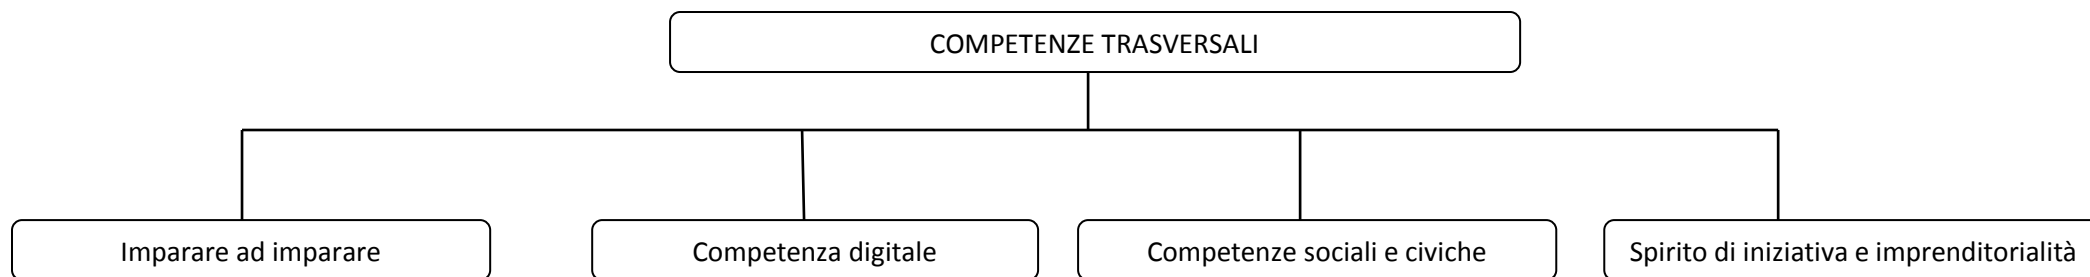 COMPETENZE TRASVERSALI
Imparare ad imparare
Competenza digitale
Competenze sociali e civiche
Spirito di iniziativa e imprenditorialità